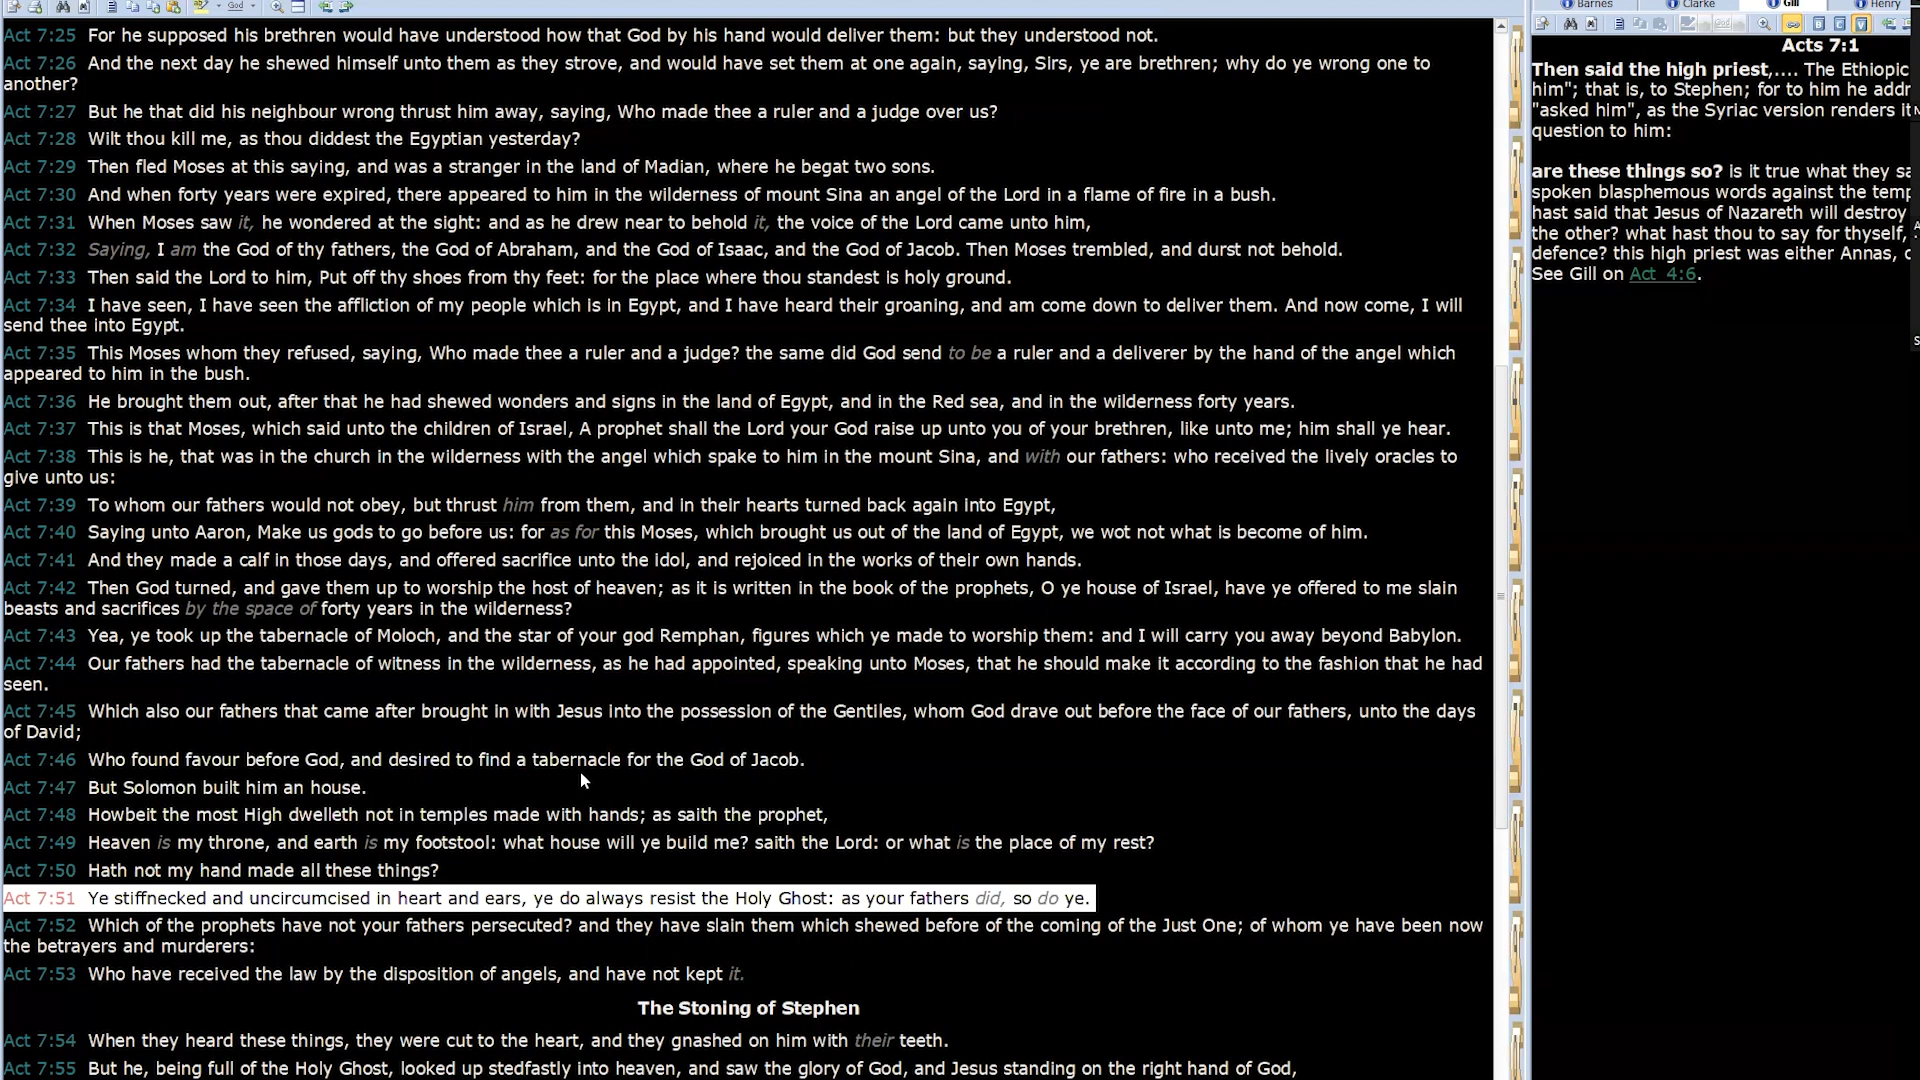 God
Barnes
Clarke
Gill
Henry
Act 7:25 For he supposed his brethren would have understood how that God by his hand would deliver them: but they understood not.
Act 7:26 And the next day he shewed himself unto them as they strove, and would have set them at one again, saying, Sirs, ye are brethren; why do ye wrong one to
another?
Act 7:27 But he that did his neighbour wrong thrust him away, saying, Who made thee a ruler and a judge over us?
Act 7:28 Wilt thou kill me, as thou diddest the Egyptian yesterday?
Act 7:29 Then fled Moses at this saying, and was a stranger in the land of Madian, where he begat two sons.
Act 7:30 And when forty years were expired, there appeared to him in the wilderness of mount Sina an angel of the Lord in a flame of fire in a bush.
Act 7:31 When Moses saw it, he wondered at the sight: and as he drew near to behold it, the voice of the Lord came unto him,
Act 7:32 Saying, I am the God of thy fathers, the God of Abraham, and the God of Isaac, and the God of Jacob. Then Moses trembled, and durst not behold.
Act 7:33 Then said the Lord to him, Put off thy shoes from thy feet: for the place where thou standest is holy ground.
Act 7:34 I have seen, I have seen the affliction of my people which is in Egypt, and I have heard their groaning, and am come down to deliver them. And now come, I will
send thee into Egypt.
Act 7:35 This Moses whom they refused, saying, Who made thee a ruler and a judge? the same did God send to be a ruler and a deliverer by the hand of the angel which
appeared to him in the bush.
Act 7:36 He brought them out, after that he had shewed wonders and signs in the land of Egypt, and in the Red sea, and in the wilderness forty years.
Act 7:37 This is that Moses, which said unto the children of Israel, A prophet shall the Lord your God raise up unto you of your brethren, like unto me; him shall ye hear.
Act 7:38 This is he, that was in the church in the wilderness with the angel which spake to him in the mount Sina, and with our fathers: who received the lively oracles to
give unto us:
Act 7:39 To whom our fathers would not obey, but thrust him from them, and in their hearts turned back again into Egypt,
Act 7:40 Saying unto Aaron, Make us gods to go before us: for as for this Moses, which brought us out of the land of Egypt, we wot not what is become of him.
Act 7:41 And they made a calf in those days, and offered sacrifice unto the idol, and rejoiced in the works of their own hands.
Act 7:42 Then God turned, and gave them up to worship the host of heaven; as it is written in the book of the prophets, O ye house of Israel, have ye offered to me slain
beasts and sacrifices by the space of forty years in the wilderness?
Act 7:43 Yea, ye took up the tabernacle of Moloch, and the star of your god Remphan, figures which ye made to worship them: and I will carry you away beyond Babylon.
Act 7:44 Our fathers had the tabernacle of witness in the wilderness, as he had appointed, speaking unto Moses, that he should make it according to the fashion that he had
seen.
Act 7:45 Which also our fathers that came after brought in with Jesus into the possession of the Gentiles, whom God drave out before the face of our fathers, unto the days
of David;
Act 7:46 Who found favour before God, and desired to find a tabernacle for the God of Jacob.
Act 7:47 But Solomon built him an house.
Act 7:48 Howbeit the most High dwelleth not in temples made with hands; as saith the prophet,
Act 7:49 Heaven is my throne, and earth is my footstool: what house will ye build me? saith the Lord: or what is the place of my rest?
Act 7:50 Hath not my hand made all these things?
Act 7:51 Ye stiffnecked and uncircumcised in heart and ears, ye do always resist the Holy Ghost: as your fathers did, so do ye.
Act 7:52 Which of the prophets have not your fathers persecuted? and they have slain them which shewed before of the coming of the Just One; of whom ye have been now
the betrayers and murderers:
Act 7:53 Who have received the law by the disposition of angels, and have not kept it.
The Stoning of Stephen
Act 7:54 When they heard these things, they were cut to the heart, and they gnashed on him with their teeth.
Act 7:55 But he, being full of the Holy Ghost, looked up stedfastly into heaven, and saw the glory of God, and Jesus standing on the right hand of God,
Acts 7:1
Then said the high priest,.... The Ethiopic
him"; that is, to Stephen; for to him he addr
"asked him", as the Syriac version renders it
question to him:
are these things so? is it true what they sa
spoken blasphemous words against the temp
hast said that Jesus of Nazareth will destroy
the other? what hast thou to say for thyself,
defence? this high priest was either Annas,
See Gill on Act 4:6.